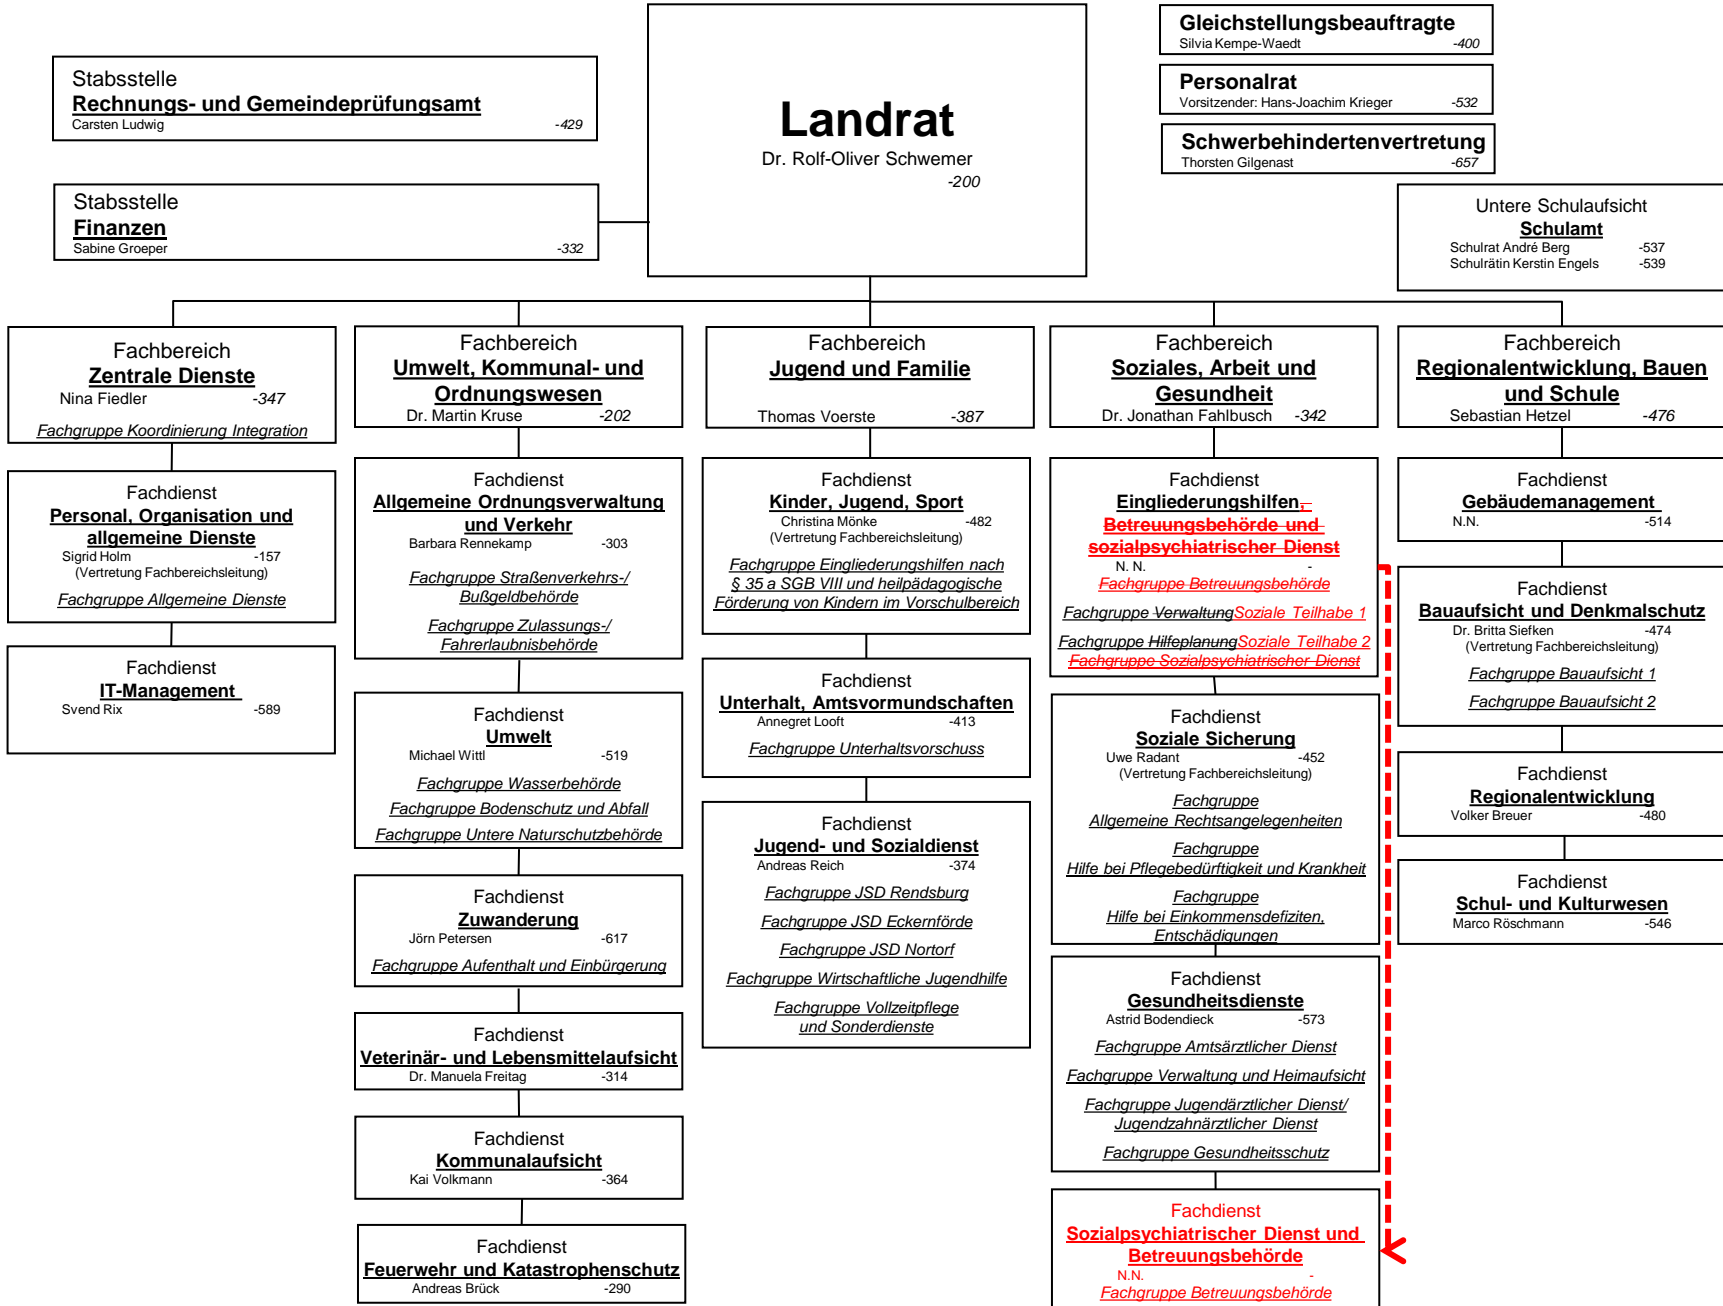 Stabsstelle
Rechnungs- und Gemeindeprüfungsamt
Carsten Ludwig -429
Stabsstelle
Finanzen
Sabine Groeper -332
Landrat
Dr. Rolf-Oliver Schwemer
-200
Gleichstellungsbeauftragte
Silvia Kempe-Waedt -400
Personalrat
Vorsitzender: Hans-Joachim Krieger -532
Schwerbehindertenvertretung
Thorsten Gilgenast -657
Untere Schulaufsicht
Schulamt
Schulrat André Berg -537
Schulrätin Kerstin Engels -539
Fachbereich
Zentrale Dienste
Nina Fiedler -347
Fachgruppe Koordinierung Integration
Fachdienst
Personal, Organisation und
allgemeine Dienste
Sigrid Holm -157
(Vertretung Fachbereichsleitung)
Fachgruppe Allgemeine Dienste
Fachdienst
IT-Management
Svend Rix -589
Fachbereich
Umwelt, Kommunal- und
Ordnungswesen
Dr. Martin Kruse -202
Fachdienst
Allgemeine Ordnungsverwaltung
und Verkehr
Barbara Rennekamp -303
Fachgruppe Straßenverkehrs-/
Bußgeldbehörde
Fachgruppe Zulassungs-/
Fahrerlaubnisbehörde
Fachdienst
Umwelt
Michael Wittl -519
Fachgruppe Wasserbehörde
Fachgruppe Bodenschutz und Abfall
Fachgruppe Untere Naturschutzbehörde
Fachdienst
Zuwanderung
Jörn Petersen -617
Fachgruppe Aufenthalt und Einbürgerung
Fachdienst
Veterinär- und Lebensmittelaufsicht
Dr. Manuela Freitag -314
Fachdienst
Kommunalaufsicht
Kai Volkmann -364
Fachdienst
Feuerwehr und Katastrophenschutz
Andreas Brück -290
Fachbereich
Jugend und Familie
Thomas Voerste -387
Fachdienst
Kinder, Jugend, Sport
Christina Mönke -482
(Vertretung Fachbereichsleitung)
Fachgruppe Eingliederungshilfen nach
§ 35 a SGB VIII und heilpädagogische
Förderung von Kindern im Vorschulbereich
Fachdienst
Unterhalt, Amtsvormundschaften
Annegret Looft -413
Fachgruppe Unterhaltsvorschuss
Fachdienst
Jugend- und Sozialdienst
Andreas Reich -374
Fachgruppe JSD Rendsburg
Fachgruppe JSD Eckernförde
Fachgruppe JSD Nortorf
Fachgruppe Wirtschaftliche Jugendhilfe
Fachgruppe Vollzeitpflege
und Sonderdienste
Fachbereich
Soziales, Arbeit und
Gesundheit
Dr. Jonathan Fahlbusch -342
Fachdienst
Eingliederungshilfen,
Betreuungsbehörde und
sozialpsychiatrischer Dienst
N. N. -
Fachgruppe Betreuungsbehörde
Fachgruppe VerwaltungSoziale Teilhabe 1
Fachgruppe HilfeplanungSoziale Teilhabe 2
Fachgruppe Sozialpsychiatrischer Dienst
Fachdienst
Soziale Sicherung
Uwe Radant -452
(Vertretung Fachbereichsleitung)
Fachgruppe
Allgemeine Rechtsangelegenheiten
Fachgruppe
Hilfe bei Pflegebedürftigkeit und Krankheit
Fachgruppe
Hilfe bei Einkommensdefiziten,
Entschädigungen
Fachdienst
Gesundheitsdienste
Astrid Bodendieck -573
Fachgruppe Amtsärztlicher Dienst
Fachgruppe Verwaltung und Heimaufsicht
Fachgruppe Jugendärztlicher Dienst/
Jugendzahnärztlicher Dienst
Fachgruppe Gesundheitsschutz
Fachdienst
Sozialpsychiatrischer Dienst und
Betreuungsbehörde
N.N. -
Fachgruppe Betreuungsbehörde
Fachbereich
Regionalentwicklung, Bauen
und Schule
Sebastian Hetzel -476
Fachdienst
Gebäudemanagement
N.N. -514
Fachdienst
Bauaufsicht und Denkmalschutz
Dr. Britta Siefken -474
(Vertretung Fachbereichsleitung)
Fachgruppe Bauaufsicht 1
Fachgruppe Bauaufsicht 2
Fachdienst
Regionalentwicklung
Volker Breuer -480
Fachdienst
Schul- und Kulturwesen
Marco Röschmann -546